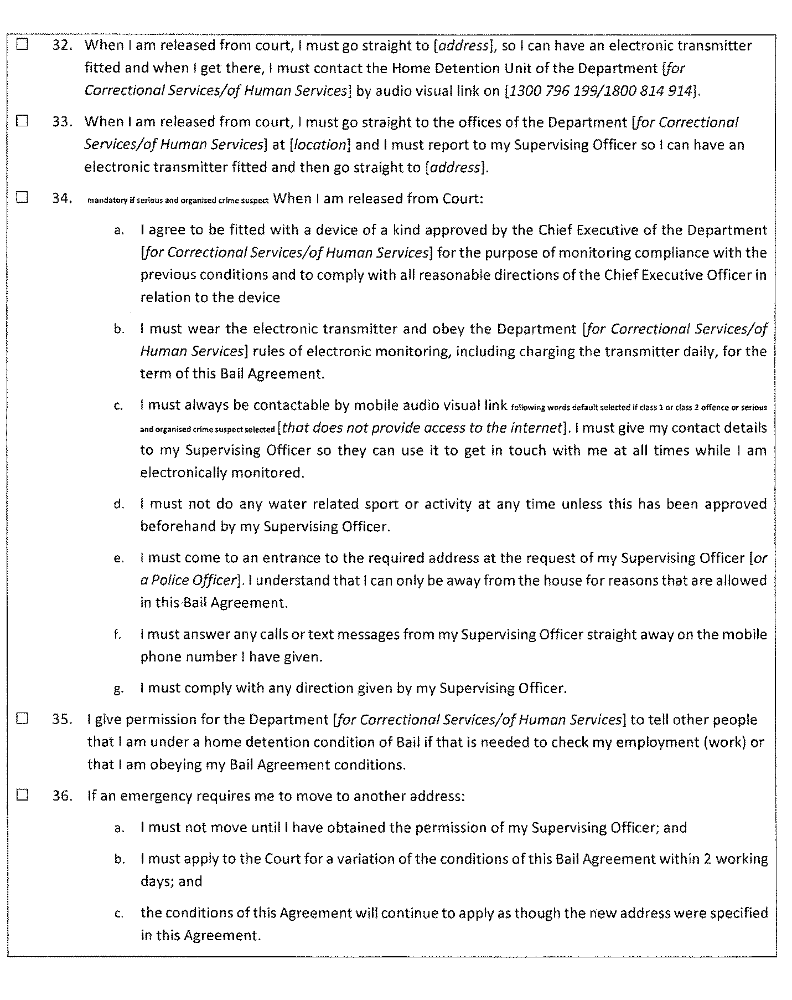 ☐ 32. When I am released from court, I must go straight to [address], so I can have an electronic transmitter
fitted and when I get there, I must contact the Home Detention Unit of the Department [for
Correctional Services/of Human Services] by audio visual link on [1300 796 199/1800 814 914].
☐ 33. When I am released from court, I must go straight to the offices of the Department [for Correctional
Services/of Human Services] at [location] and I must report to my Supervising Officer so I can have an
electronic transmitter fitted and then go straight to [address].
☐ 34. mandatory if serious and organised crime suspect When I am released from Court:
a. I agree to be fitted with a device of a kind approved by the Chief Executive of the Department
[for Correctional Services/of Human Services] for the purpose of monitoring compliance with the
previous conditions and to comply with all reasonable directions of the Chief Executive Officer in
relation to the device
b. I must wear the electronic transmitter and obey the Department [for Correctional Services/of
Human Services] rules of electronic monitoring, including charging the transmitter daily, for the
term of this Bail Agreement.
c. I must always be contactable by mobile audio visual link following words default selected if class 1 or class 2 offence or serious
and organised crime suspect selected [that does not provide access to the internet]. I must give my contact details
to my Supervising Officer so they can use it to get in touch with me at all times while I am
electronically monitored.
d. I must not do any water related sport or activity at any time unless this has been approved
beforehand by my Supervising Officer.
e. I must come to an entrance to the required address at the request of my Supervising Officer [or
a Police Officer]. I understand that I can only be away from the house for reasons that are allowed
in this Bail Agreement.
f. I must answer any calls or text messages from my Supervising Officer straight away on the mobile
phone number I have given.
g. I must comply with any direction given by my Supervising Officer.
☐ 35. I give permission for the Department [for Correctional Services/of Human Services] to tell other people
that I am under a home detention condition of Bail if that is needed to check my employment (work) or
that I am obeying my Bail Agreement conditions.
☐ 36. If an emergency requires me to move to another address:
a. I must not move until I have obtained the permission of my Supervising Officer; and
b. I must apply to the Court for a variation of the conditions of this Bail Agreement within 2 working
days; and
c. the conditions of this Agreement will continue to apply as though the new address were specified
in this Agreement.